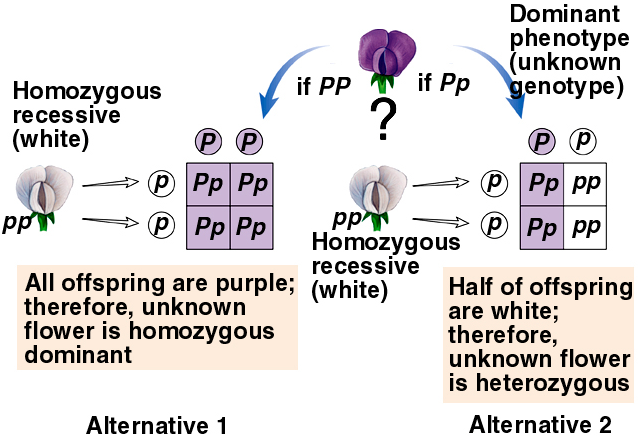 Dominant
phenotype
(unknown
genotype)
if PP
if Pp
?
Homozygous
recessive
(white)
P P
P p
pp
p Pp Pp
p Pp Pp
pp
p Pp pp
p Pp pp
Homozygous
recessive
(white)
All offspring are purple;
therefore, unknown
flower is homozygous
dominant
Half of offspring
are white;
therefore,
unknown flower
is heterozygous
Alternative 1
Alternative 2